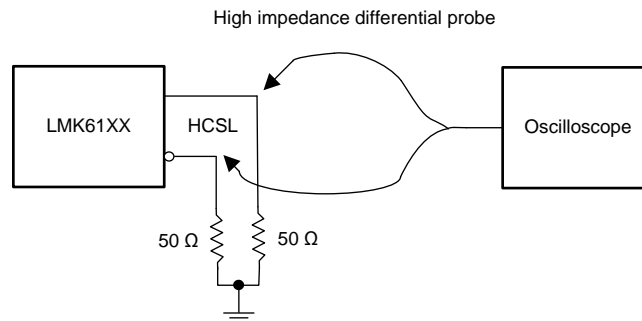 High impedance differential probe
LMK61XX
HCSL
Oscilloscope
50 Ω
50 Ω